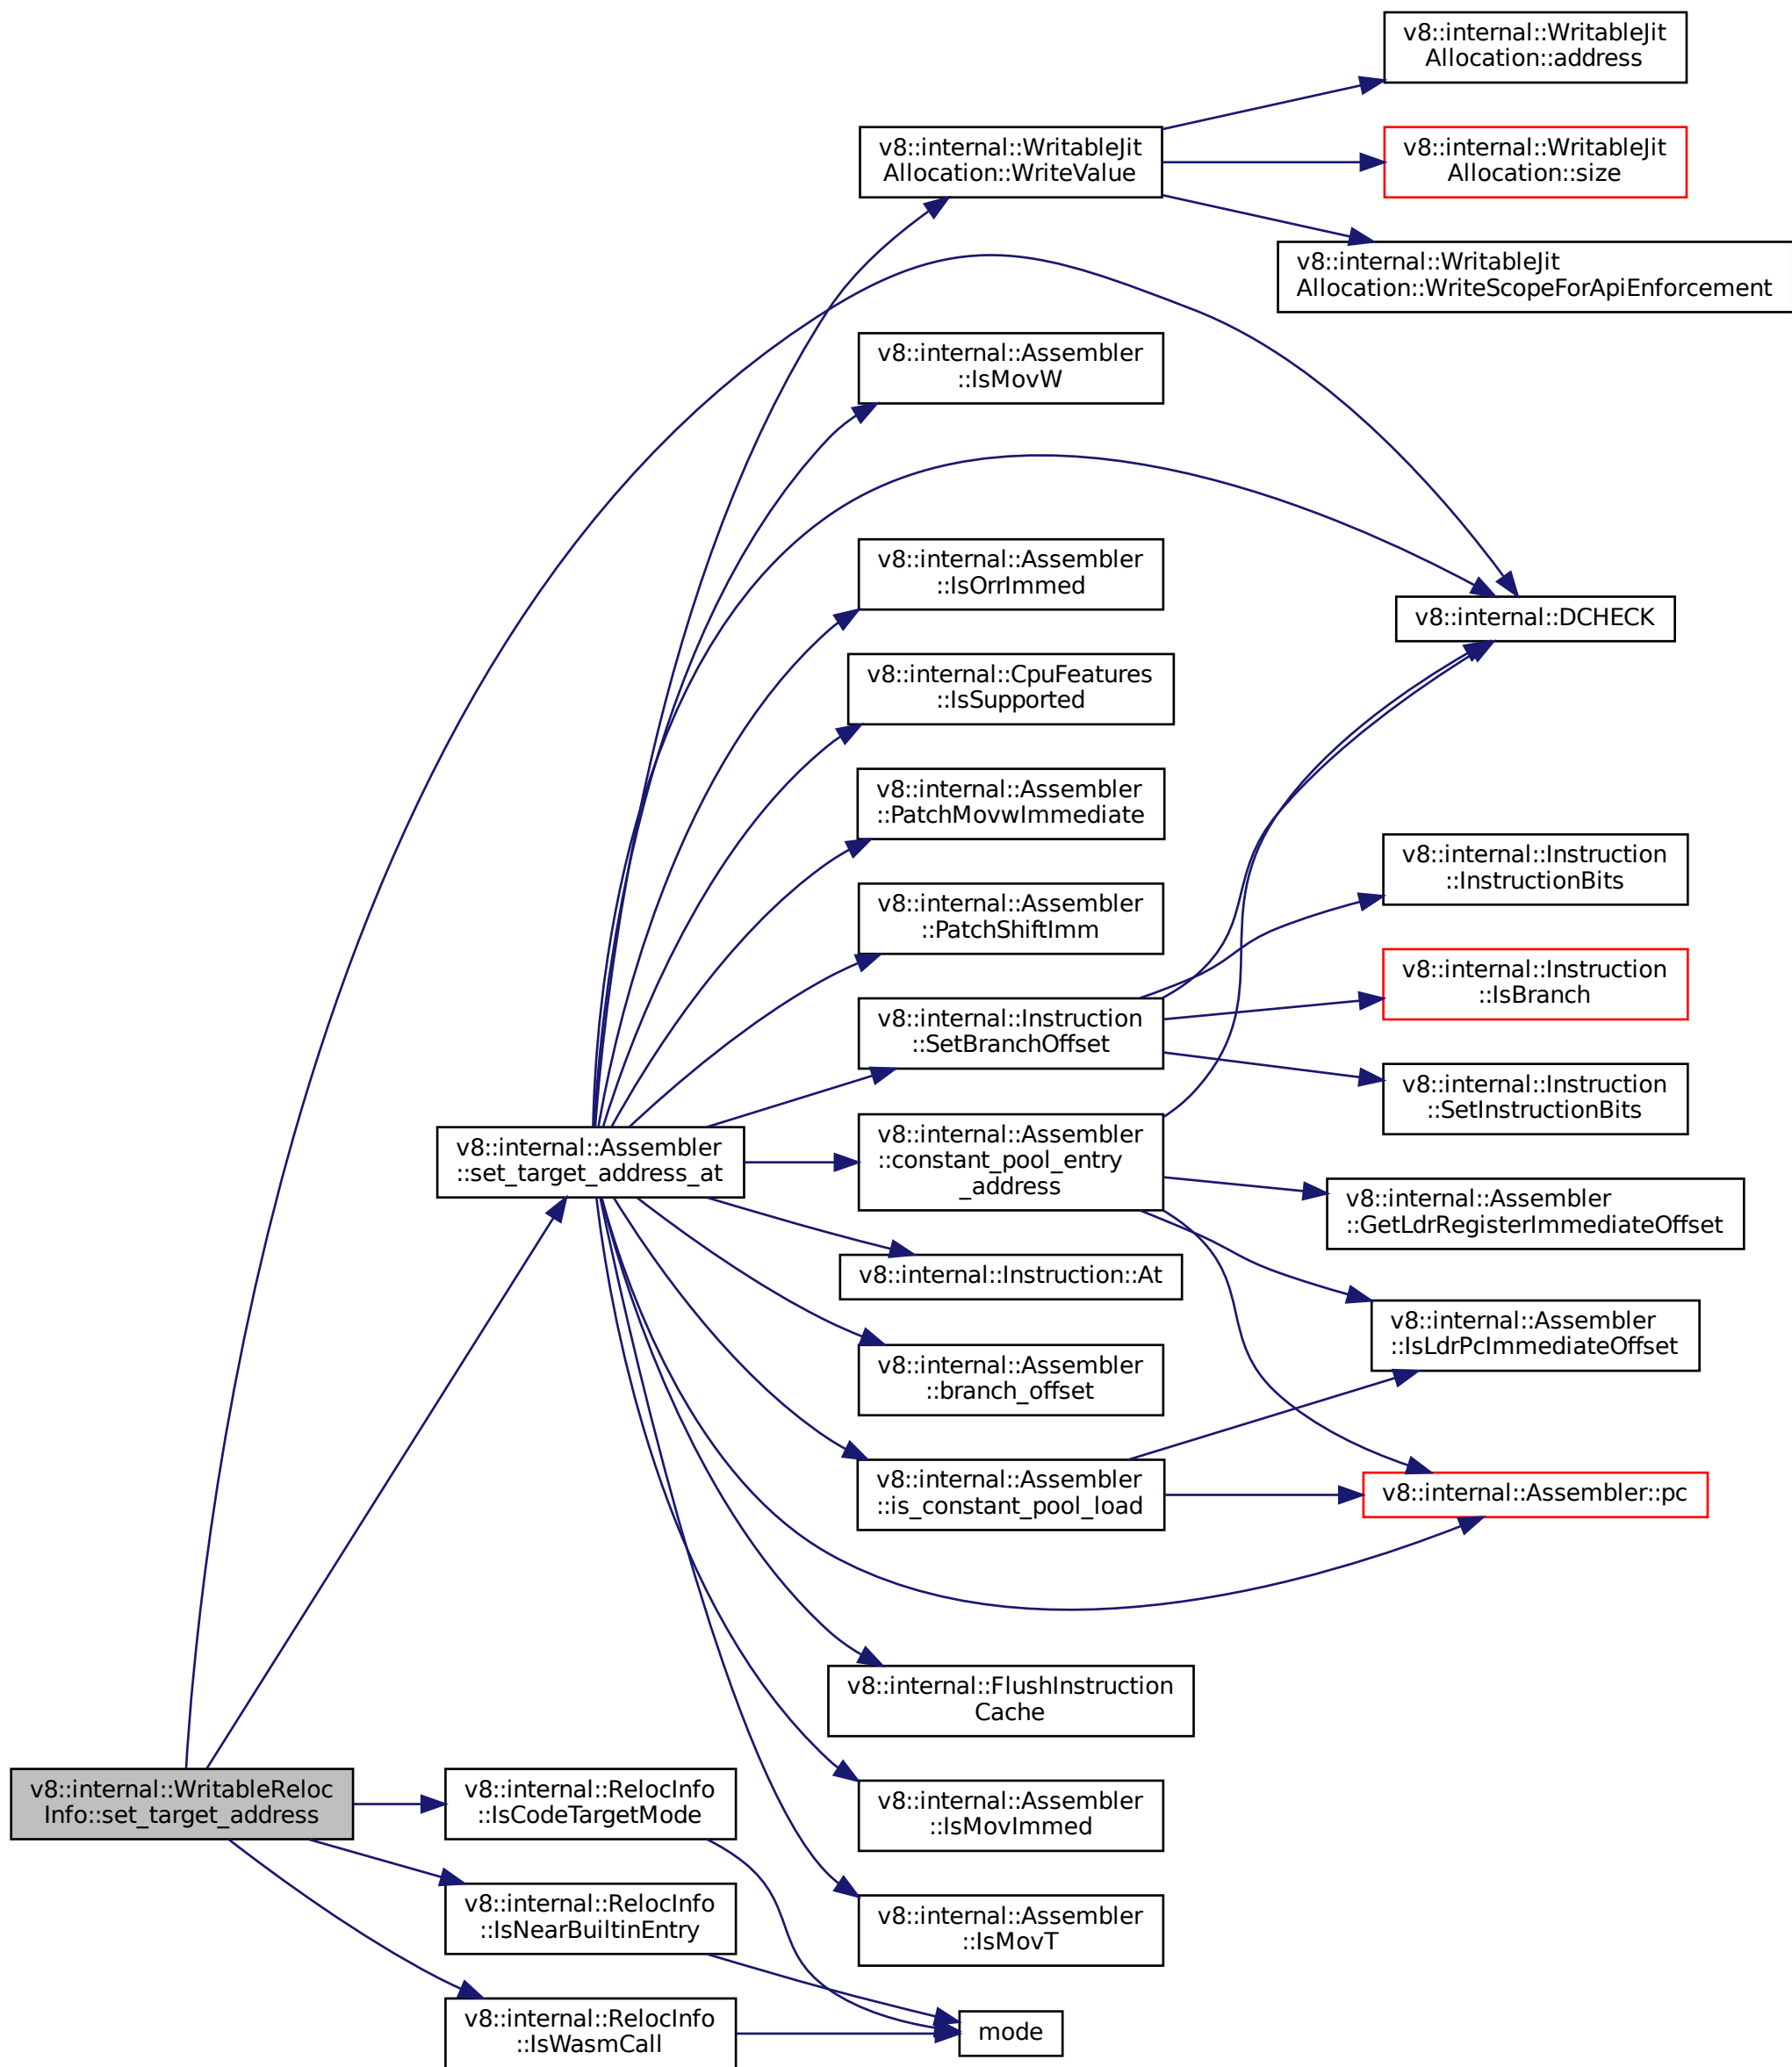 v8::internal::WritableJit
Allocation::address
v8::internal::WritableJit
Allocation::WriteValue
v8::internal::WritableJit
Allocation::size
v8::internal::WritableJit
Allocation::WriteScopeForApiEnforcement
v8::internal::Assembler
::IsMovW
v8::internal::Assembler
::IsOrrImmed
v8::internal::DCHECK
v8::internal::CpuFeatures
::IsSupported
v8::internal::Assembler
::PatchMovwImmediate
v8::internal::Instruction
::InstructionBits
v8::internal::Assembler
::PatchShiftImm
v8::internal::Instruction
::IsBranch
v8::internal::Instruction
::SetBranchOffset
v8::internal::Instruction
::SetInstructionBits
v8::internal::Assembler
::set_target_address_at
v8::internal::Assembler
::constant_pool_entry
_address
v8::internal::Assembler
::GetLdrRegisterImmediateOffset
v8::internal::Instruction::At
v8::internal::Assembler
::IsLdrPcImmediateOffset
v8::internal::Assembler
::branch_offset
v8::internal::Assembler
::is_constant_pool_load
v8::internal::Assembler::pc
v8::internal::FlushInstruction
Cache
v8::internal::WritableReloc
Info::set_target_address
v8::internal::RelocInfo
::IsCodeTargetMode
v8::internal::Assembler
::IsMovImmed
v8::internal::RelocInfo
::IsNearBuiltinEntry
v8::internal::Assembler
::IsMovT
v8::internal::RelocInfo
::IsWasmCall
mode